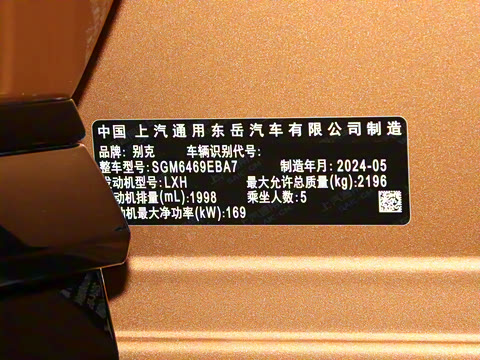 中国 上汽通用东岳汽车有限公司制造
品牌: 别克 车辆识别代号:
整车型号:SGM6469EBA7 制造年月: 2024-05
发动机型号:LXH 最大允许总质量(kg):2196
动机排量(mL):1998 乘坐人数:5
动机最大净功率(kW):169